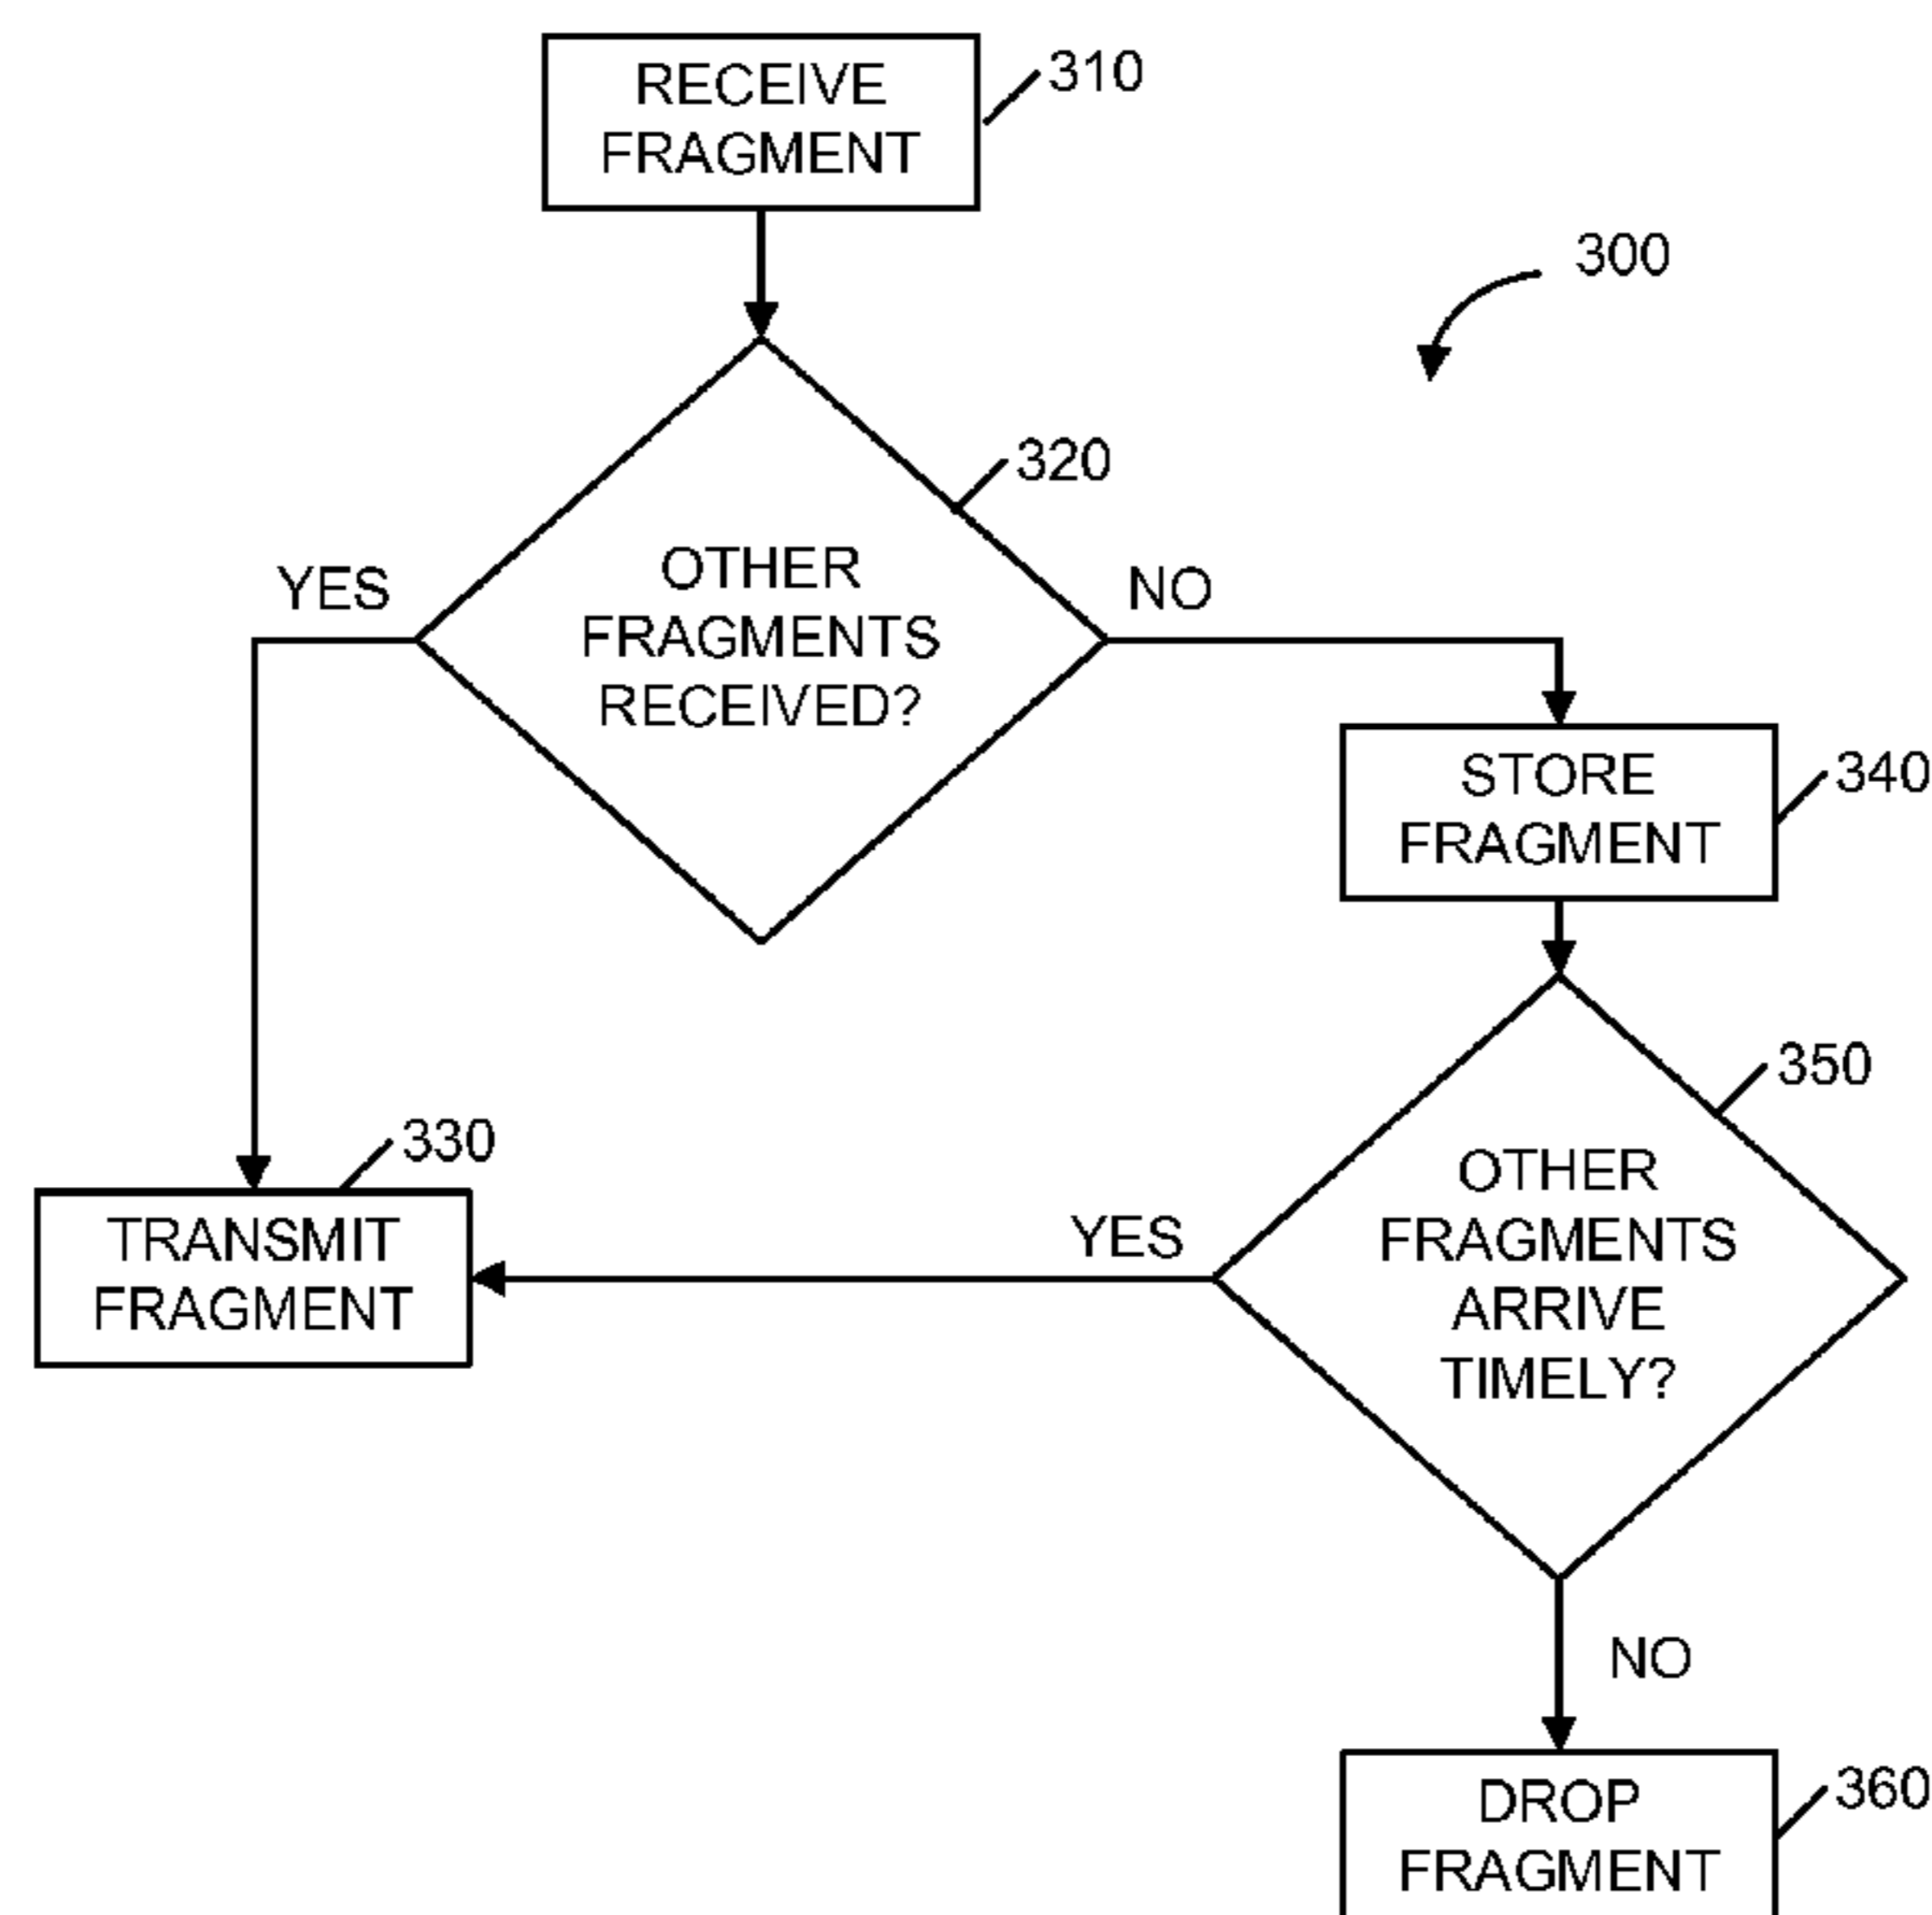 RECEIVE
FRAGMENT
310
300
320
OTHER
FRAGMENTS
RECEIVED?
YES
NO
STORE
FRAGMENT
340
350
330
TRANSMIT
FRAGMENT
YES
OTHER
FRAGMENTS
ARRIVE
TIMELY?
NO
DROP
FRAGMENT
360